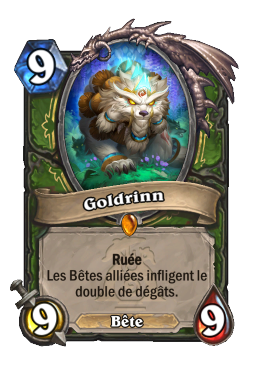 9
Goldrinn
Ruée
Les Bêtes alliées infligent le
double de dégâts.
9
Bête
9